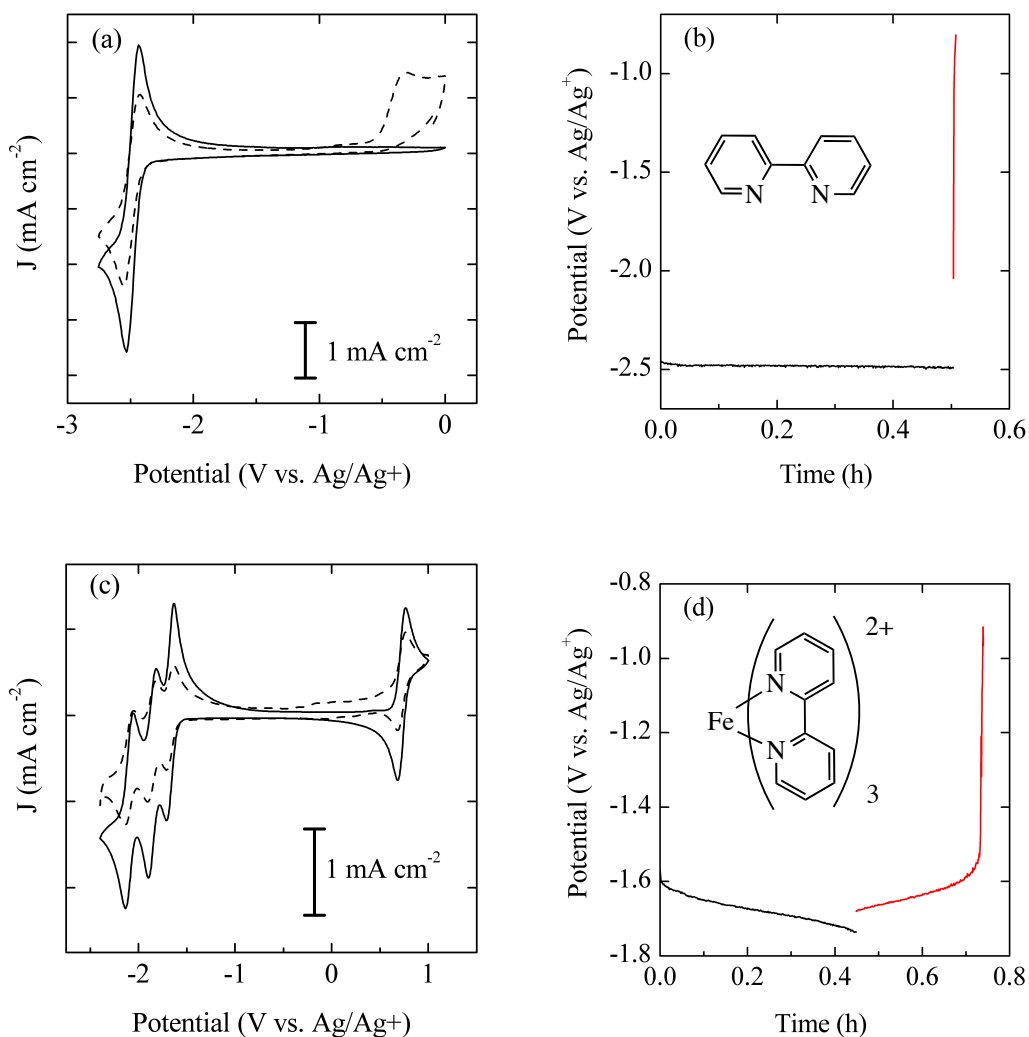 (a)
J (mA cm-2)
1 mA cm-2
-3
-2
-1
0
Potential (V vs. Ag/Ag+)
(b)
Potential (V vs. Ag/Ag+)
-1.0
-1.5
-2.0
-2.5
N
N
0.0
0.2
0.4
0.6
Time (h)
(c)
J (mA cm-2)
1 mA cm-2
-2
-1
0
1
Potential (V vs. Ag/Ag+)
(d)
Potential (V vs. Ag/Ag+)
-0.8
-1.0
-1.2
-1.4
-1.6
-1.8
2+
N
Fe
N
3
0.0
0.2
0.4
0.6
0.8
Time (h)